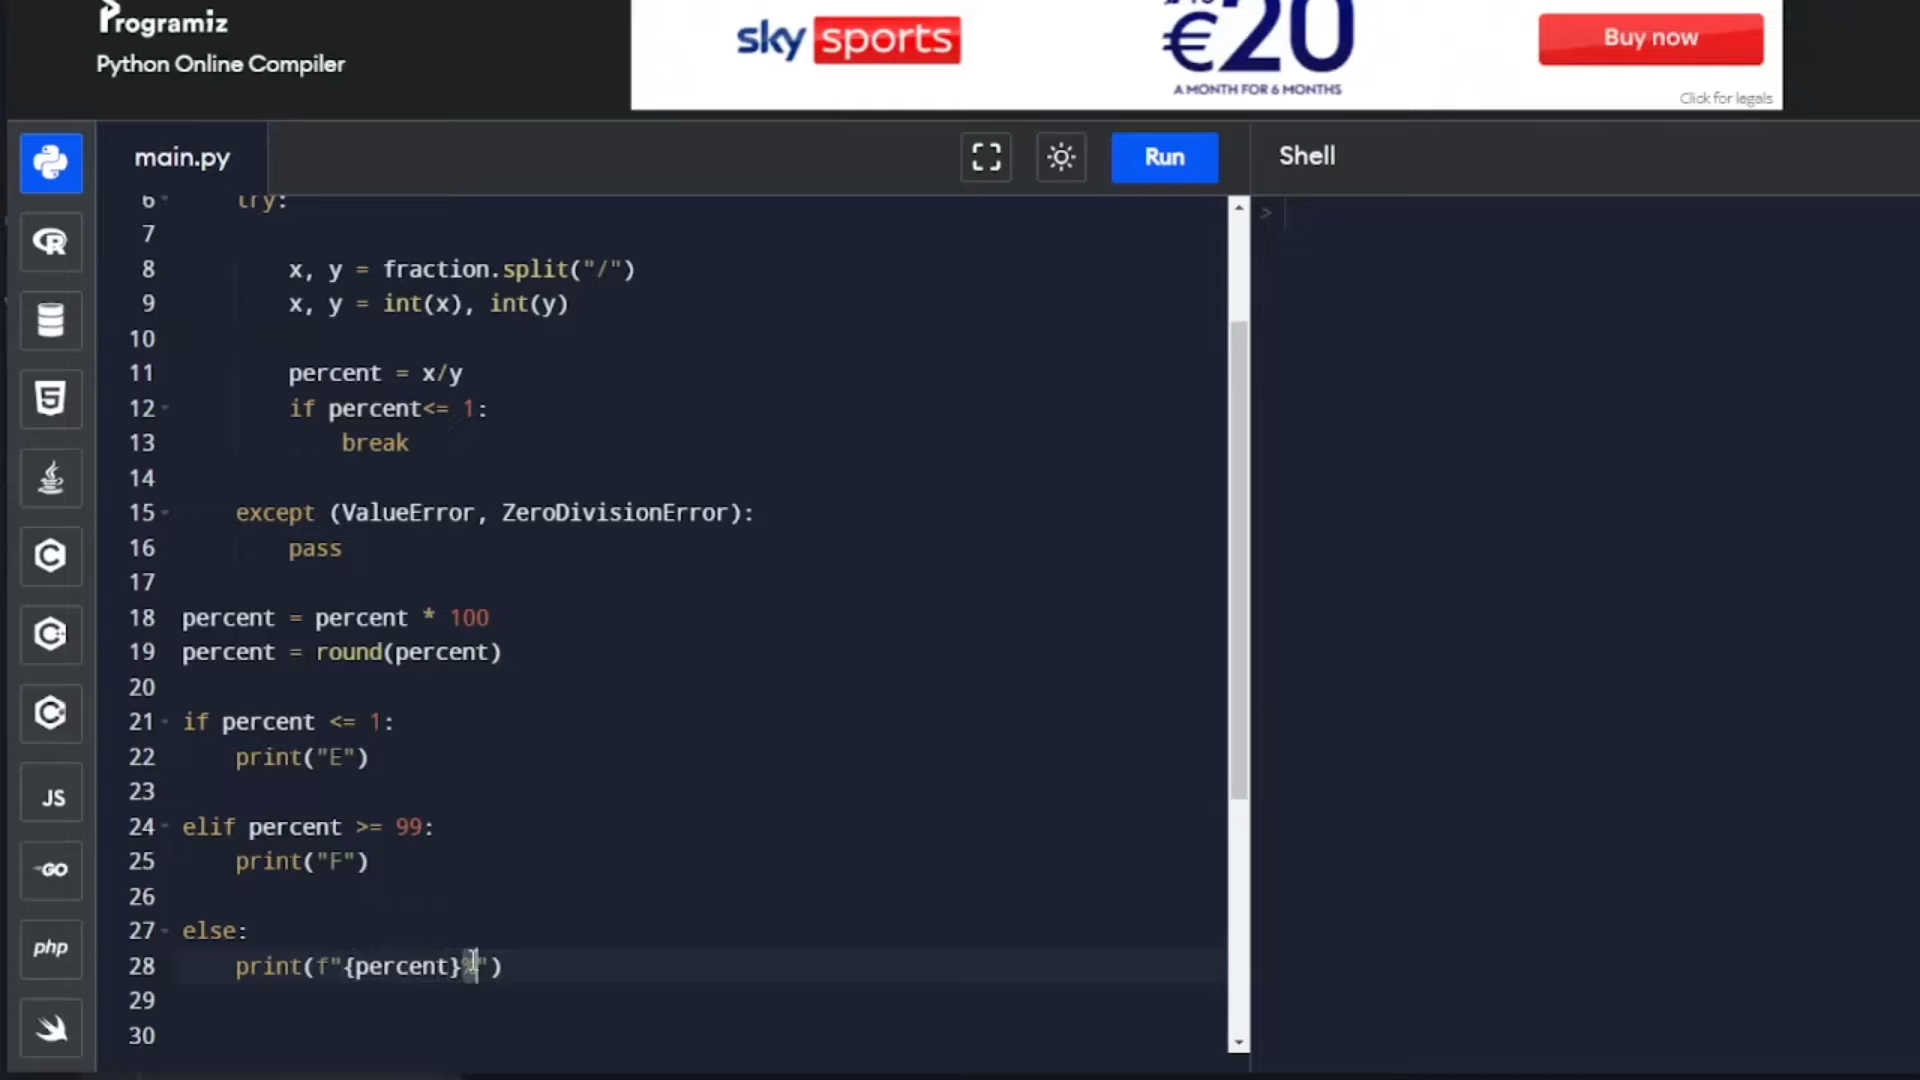 Programiz
Python Online Compiler
sky sports
€20
A MONTH FOR 6 MONTHS
Buy now
Click for legals
main.py
Run
Shell
6 try:
7
8 x, y = fraction.split("/")
9 x, y = int(x), int(y)
10
11 percent = x/y
12 if percent<= 1:
13 break
14
15 except (ValueError, ZeroDivisionError):
16 pass
17
18 percent = percent * 100
19 percent = round(percent)
20
21 if percent <= 1:
22 print("E")
23
24 elif percent >= 99:
25 print("F")
26
27 else:
28 print(f"{percent}%")
29
30
>
JS
GO
php